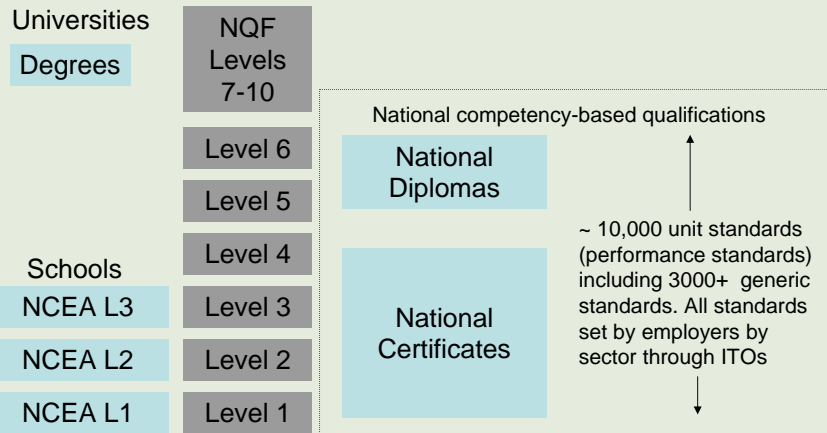 Universities
Degrees
NQF
Levels
7-10
National competency-based qualifications
Level 6
National
Diplomas
Level 5
~ 10,000 unit standards
(performance standards)
including 3000+ generic
standards. All standards
set by employers by
sector through ITOs
Level 4
Schools
NCEA L3
Level 3
National
Certificates
NCEA L2
Level 2
NCEA L1
Level 1